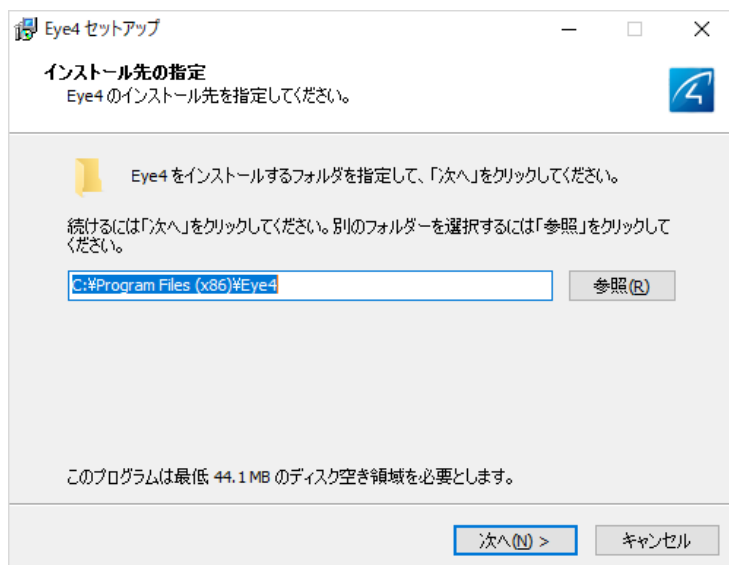 Eye4 セットアップ
インストール先の指定
Eye4 のインストール先を指定してください。
Eye4 をインストールするフォルダを指定して、「次へ」をクリックしてください。
続けるには「次へ」をクリックしてください。別のフォルダーを選択するには「参照」をクリックして
ください。
C:¥Program Files (x86)¥Eye4
参照(R)
このプログラムは最低 44.1 MB のディスク空き領域を必要とします。
次へ(N) >
キャンセル